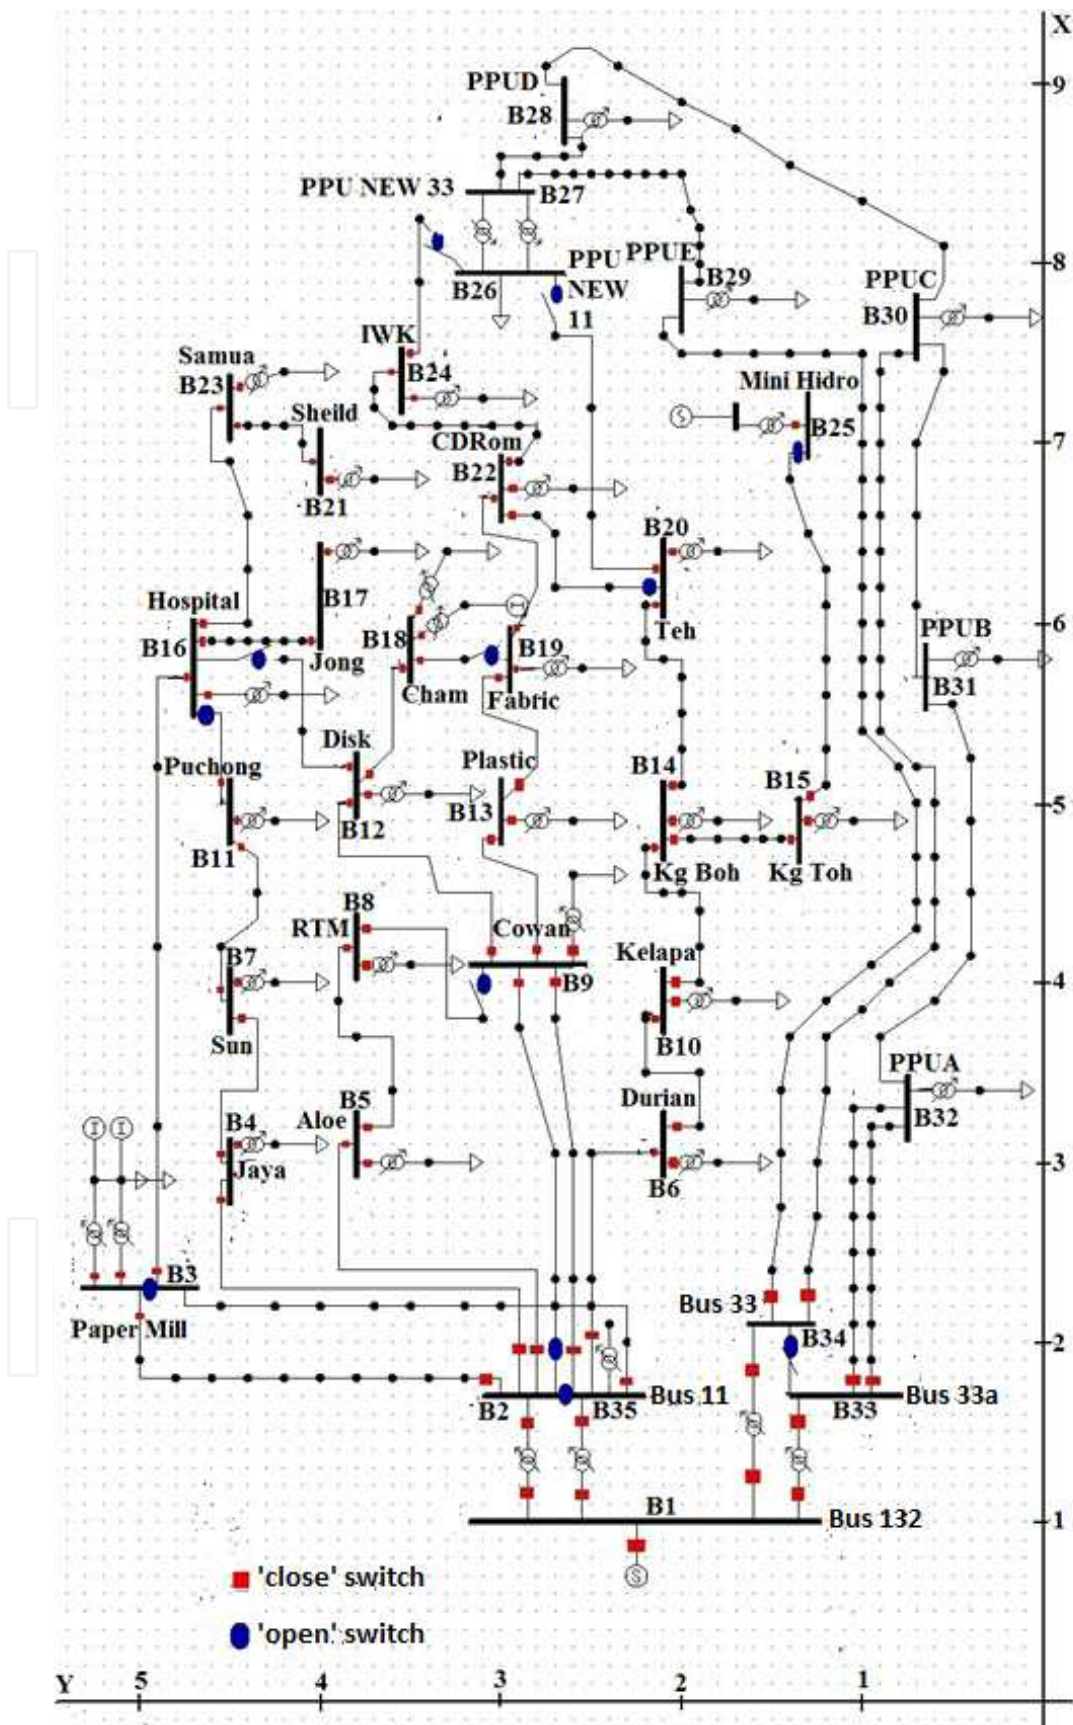 X
9
PPUD
B28
PPU NEW 33
B27
8
PPUE
PPU
B29
B26
NEW
PPUC
11
B30
IWK
Samua
B24
Mini Hidro
B23
Sheild
S
B25
CDRom
7
B22
B21
B20
Hospital
B17
I
6
B16
B18
B19
Teh
PPUB
Jong
Cham
Fabric
B31
Disk
Puchong
Plastic
B14
B15
5
B13
B12
B11
Kg Boh
Kg Toh
B8
RTM
Cowan
B7
Kelapa
B9
4
Sun
B10
PPUA
Durian
B5
I I
B4
Aloe
B32
Jaya
3
B6
B3
Bus 33
Paper Mill
B34
2
B2
B35
Bus 11
B33
Bus 33a
B1
Bus 132
1
'close' switch
S
'open' switch
Y
5
4
3
2
1